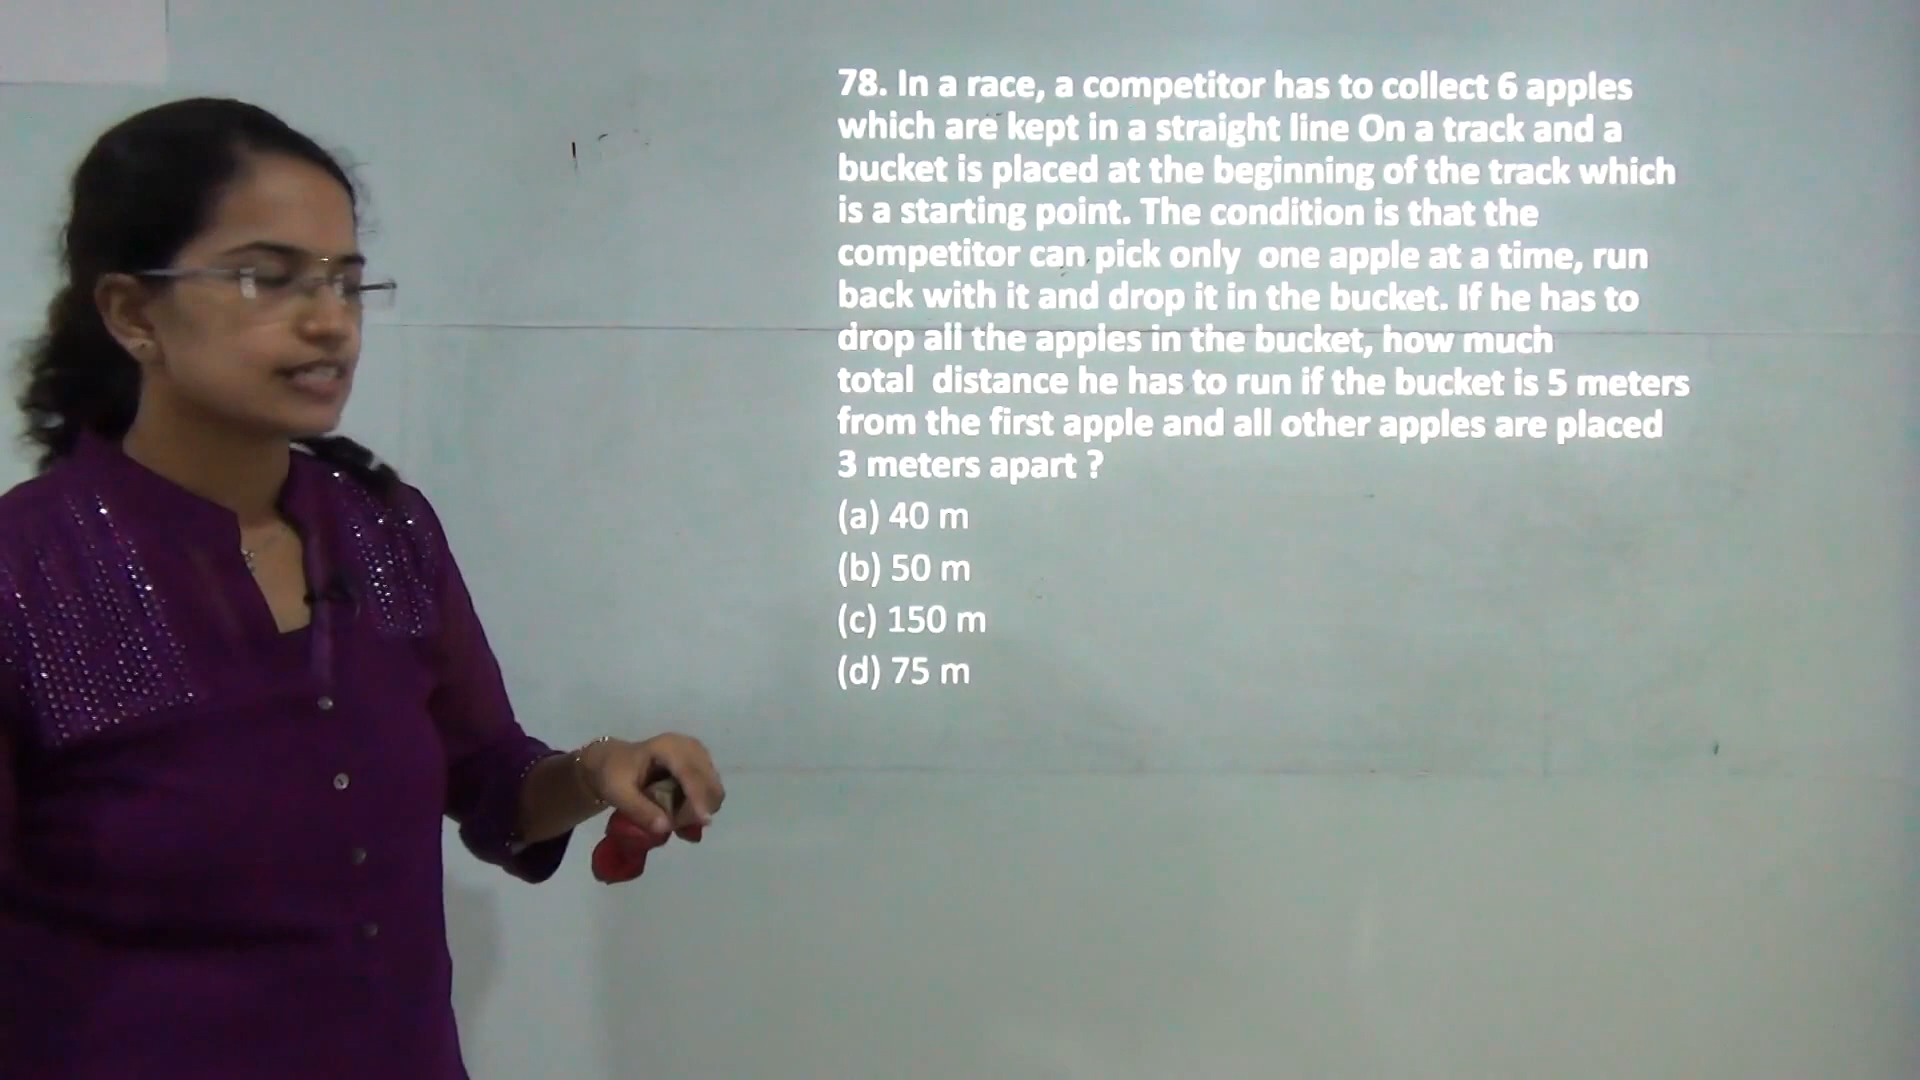 78. In a race, a competitor has to collect 6 apples
which are kept in a straight line On a track and a
bucket is placed at the beginning of the track which
is a starting point. The condition is that the
competitor can pick only  one apple at a time, run
back with it and drop it in the bucket. If he has to
drop all the apples in the bucket, how much
total  distance he has to run if the bucket is 5 meters
from the first apple and all other apples are placed
3 meters apart ?
(a) 40 m
(b) 50 m
(c) 150 m
(d) 75 m